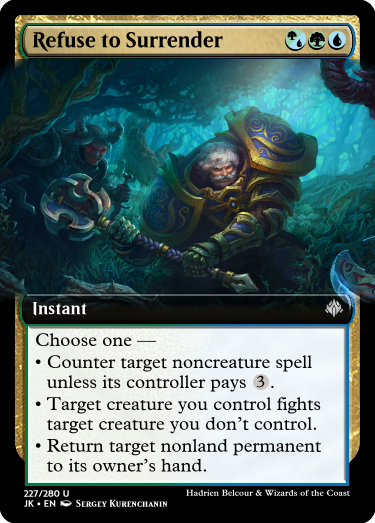 Refuse to Surrender
Instant
Choose one —
• Counter target noncreature spell
unless its controller pays 3.
• Target creature you control fights
target creature you don't control.
• Return target nonland permanent
to its owner's hand.
227/280 U
JK • EN Sergey Kurenchanin
Hadrien Belcour & Wizards of the Coast